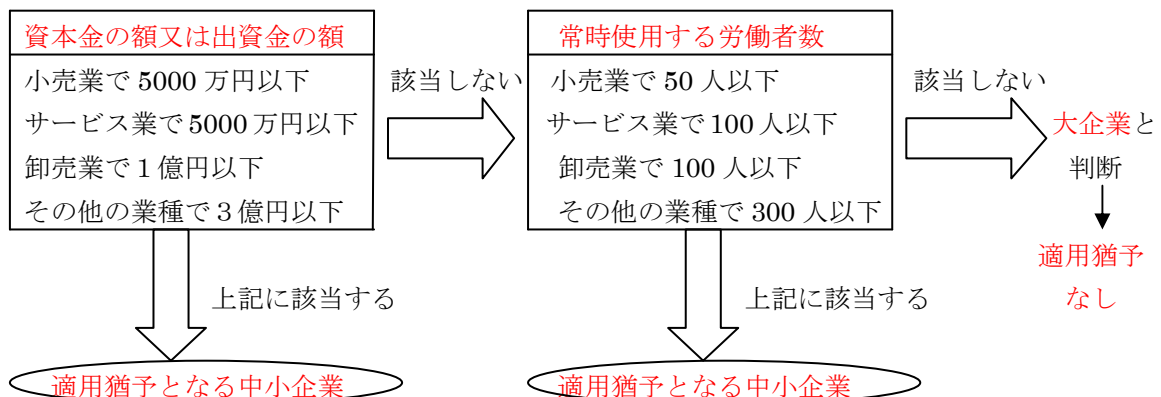 資本金の額又は出資金の額
小売業で 5000 万円以下
サービス業で5000万円以下
卸売業で１億円以下
その他の業種で３億円以下
該当しない
常時使用する労働者数
小売業で 50 人以下
サービス業で100人以下
卸売業で 100 人以下
その他の業種で 300 人以下
該当しない
大企業と
判断
適用猶予
なし
上記に該当する
上記に該当する
適用猶予となる中小企業
適用猶予となる中小企業